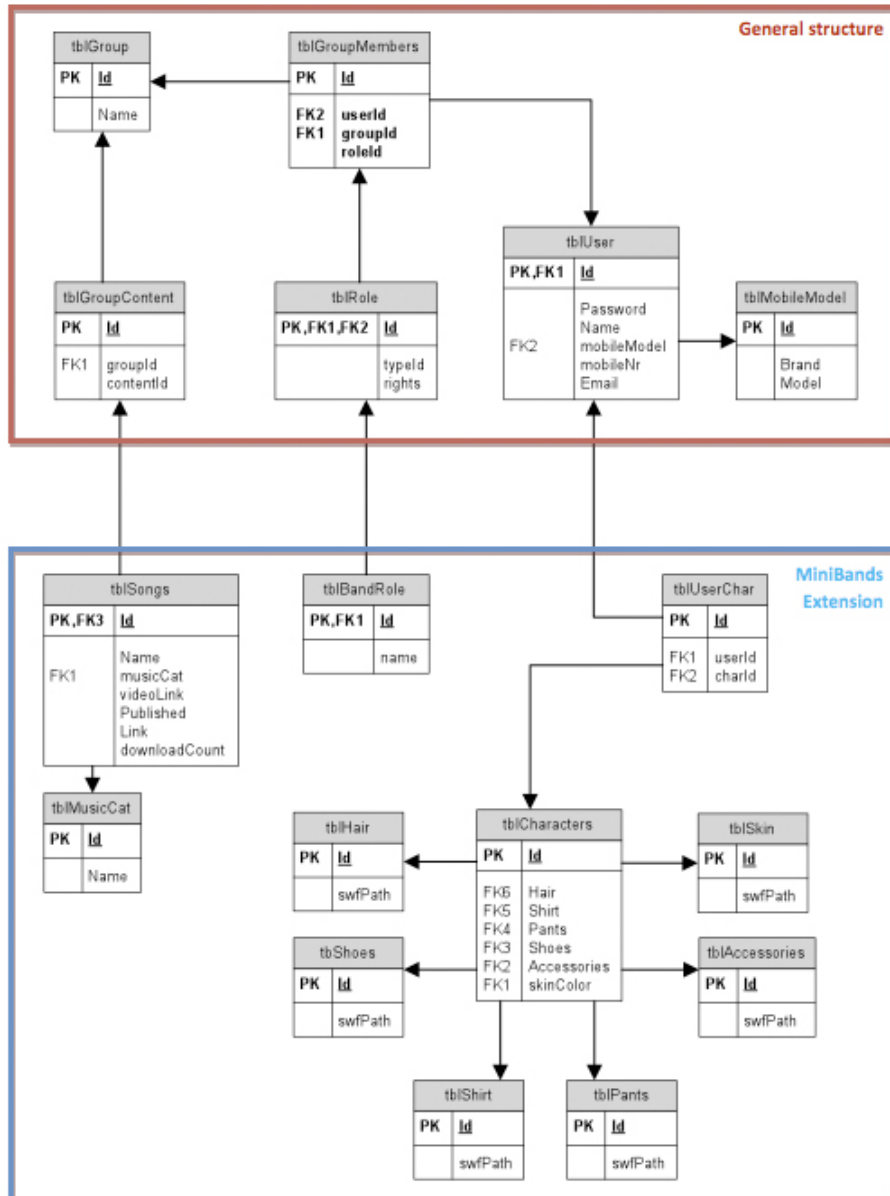 General structure
tblGroup
PK Id
Name
tblGroupMembers
PK Id
FK2 userId
FK1 groupId
roleId
tblUser
PK,FK1 Id
Password
Name
FK2 mobileModel
mobileNr
Email
tblGroupContent
PK Id
FK1 groupId
contentId
tblRole
PK,FK1,FK2 Id
typeId
rights
tblMobileModel
PK Id
Brand
Model
MiniBands
Extension
tblSongs
PK,FK3 Id
Name
FK1 musicCat
videoLink
Published
Link
downloadCount
tblBandRole
PK,FK1 Id
name
tblUserChar
PK Id
FK1 userId
FK2 charId
tblMusicCat
PK Id
Name
tblHair
PK Id
swfPath
tblCharacters
PK Id
FK6 Hair
FK5 Shirt
FK4 Pants
FK3 Shoes
FK2 Accessories
FK1 skinColor
tblSkin
PK Id
swfPath
tbShoes
PK Id
swfPath
tblAccessories
PK Id
swfPath
tblShirt
PK Id
swfPath
tblPants
PK Id
swfPath